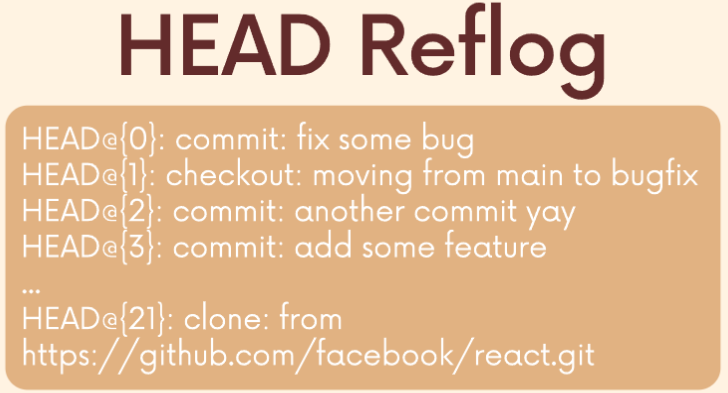 HEAD Reflog
HEAD@{0}: commit: fix some bug
HEAD@{1}: checkout: moving from main to bugfix
HEAD@{2}: commit: another commit yay
HEAD@{3}: commit: add some feature
...
HEAD@{21}: clone: from
https://github.com/facebook/react.git